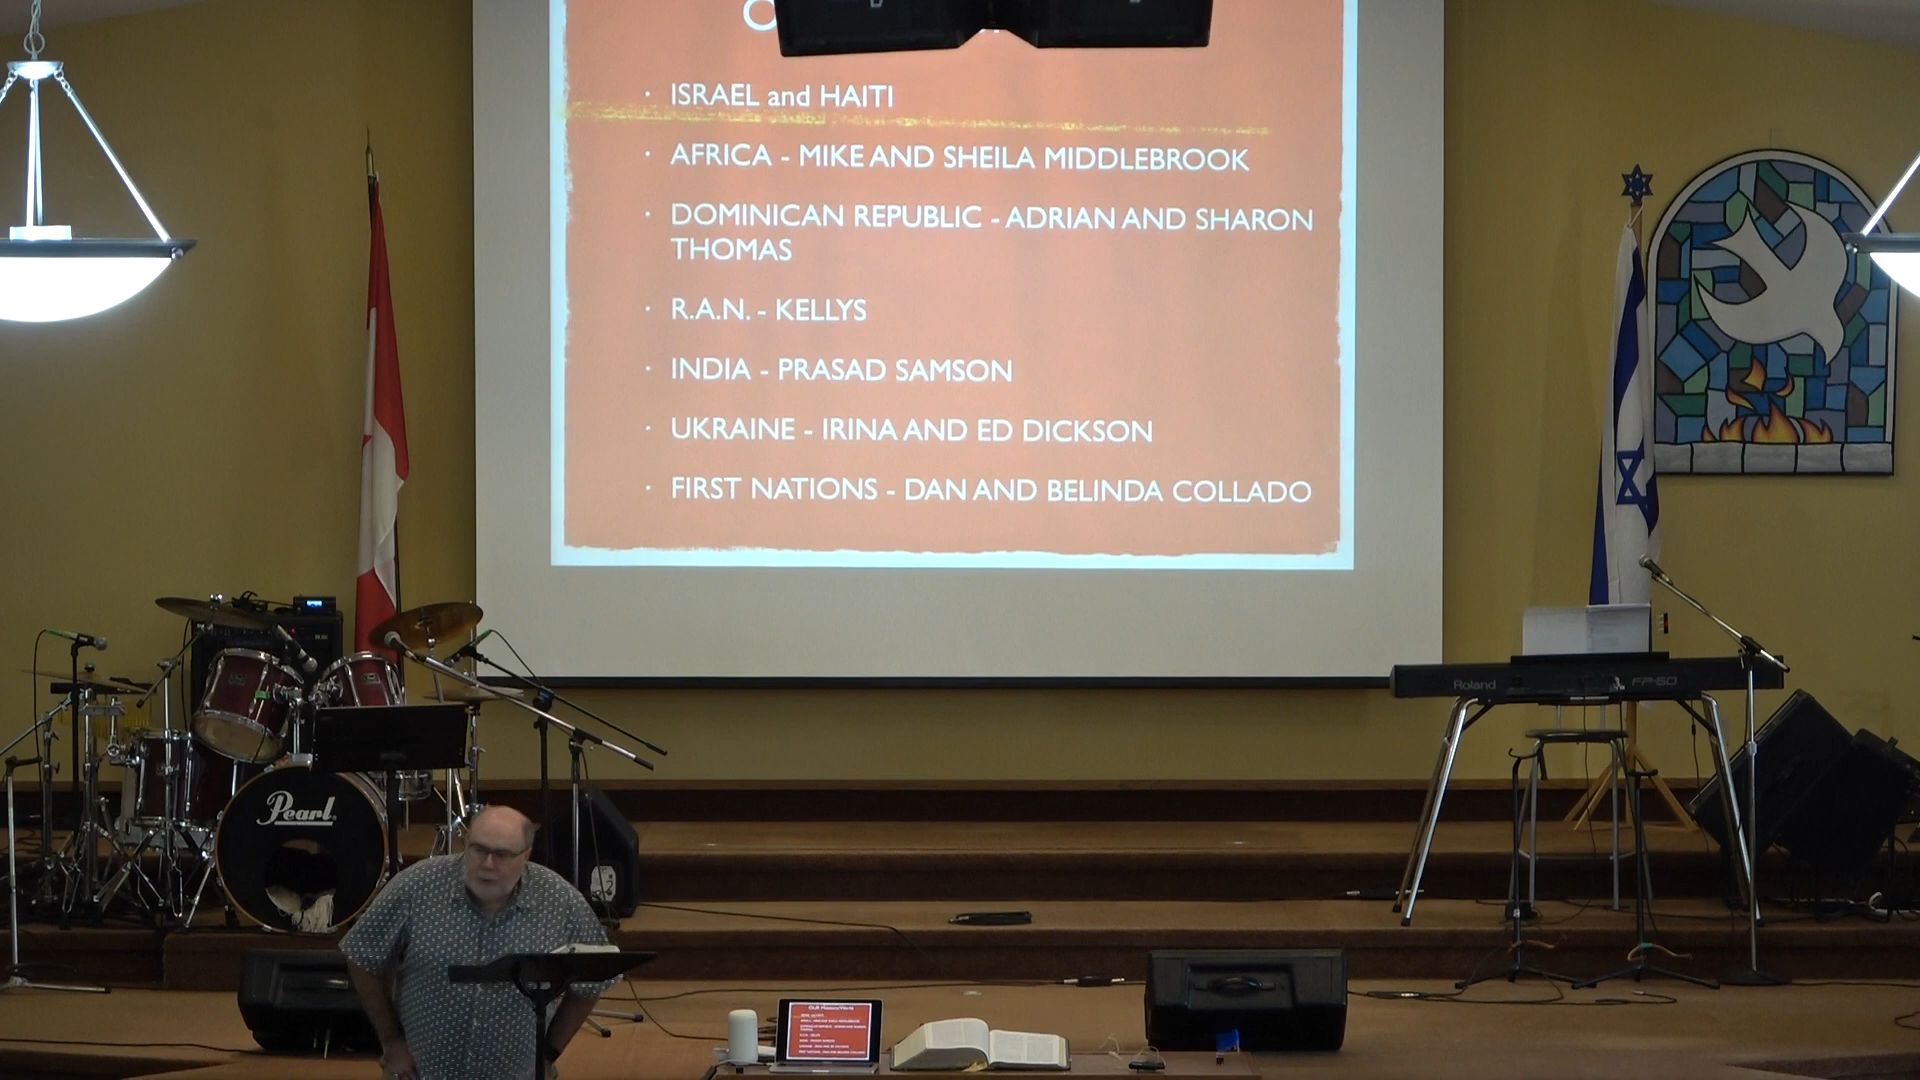 · ISRAEL and HAITI
· AFRICA - MIKE AND SHEILA MIDDLEBROOK
· DOMINICAN REPUBLIC - ADRIAN AND SHARON
THOMAS
· R.A.N. - KELLYS
· INDIA - PRASAD SAMSON
· UKRAINE - IRINA AND ED DICKSON
· FIRST NATIONS - DAN AND BELINDA COLLADO
Roland
FP-50
Pearl